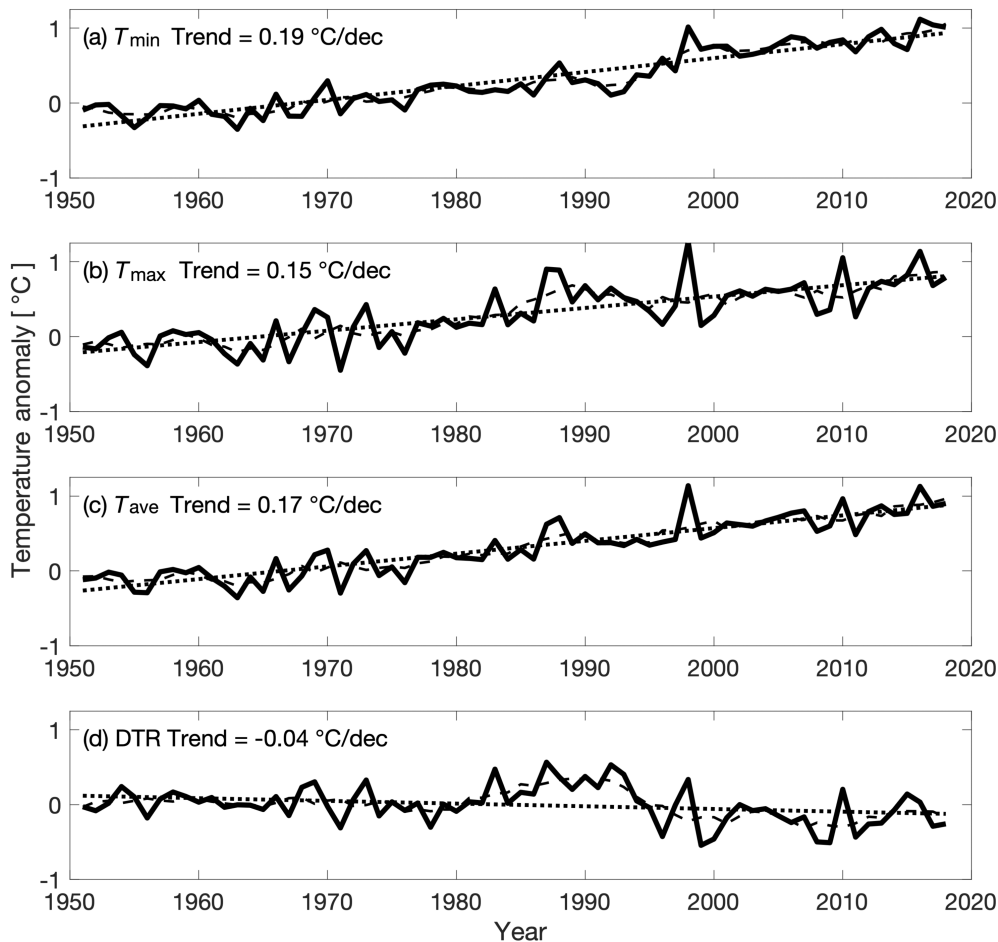 (a) Tmin Trend = 0.19 °C/dec
1
0
-1
1950 1960 1970 1980 1990 2000 2010 2020
(b) Tmax Trend = 0.15 °C/dec
1
0
-1
1950 1960 1970 1980 1990 2000 2010 2020
Temperature anomaly [ °C ]
(c) Tave Trend = 0.17 °C/dec
1
0
-1
1950 1960 1970 1980 1990 2000 2010 2020
(d) DTR Trend = -0.04 °C/dec
1
0
-1
1950 1960 1970 1980 1990 2000 2010 2020
Year